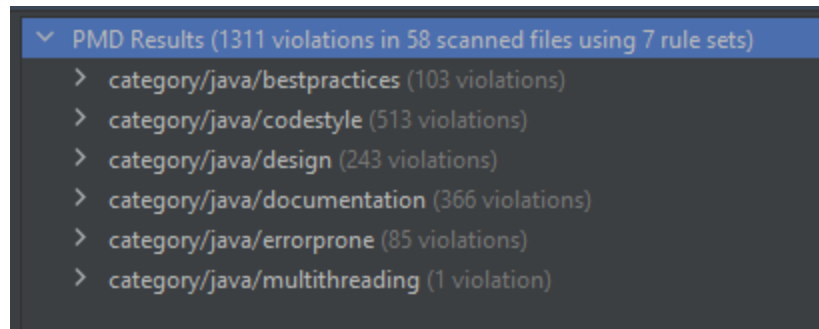 PMD Results (1311 violations in 58 scanned files using 7 rule sets)
category/java/bestpractices (103 violations)
category/java/codestyle (513 violations)
category/java/design (243 violations)
category/java/documentation (366 violations)
category/java/errorprone (85 violations)
category/java/multithreading (1 violation)